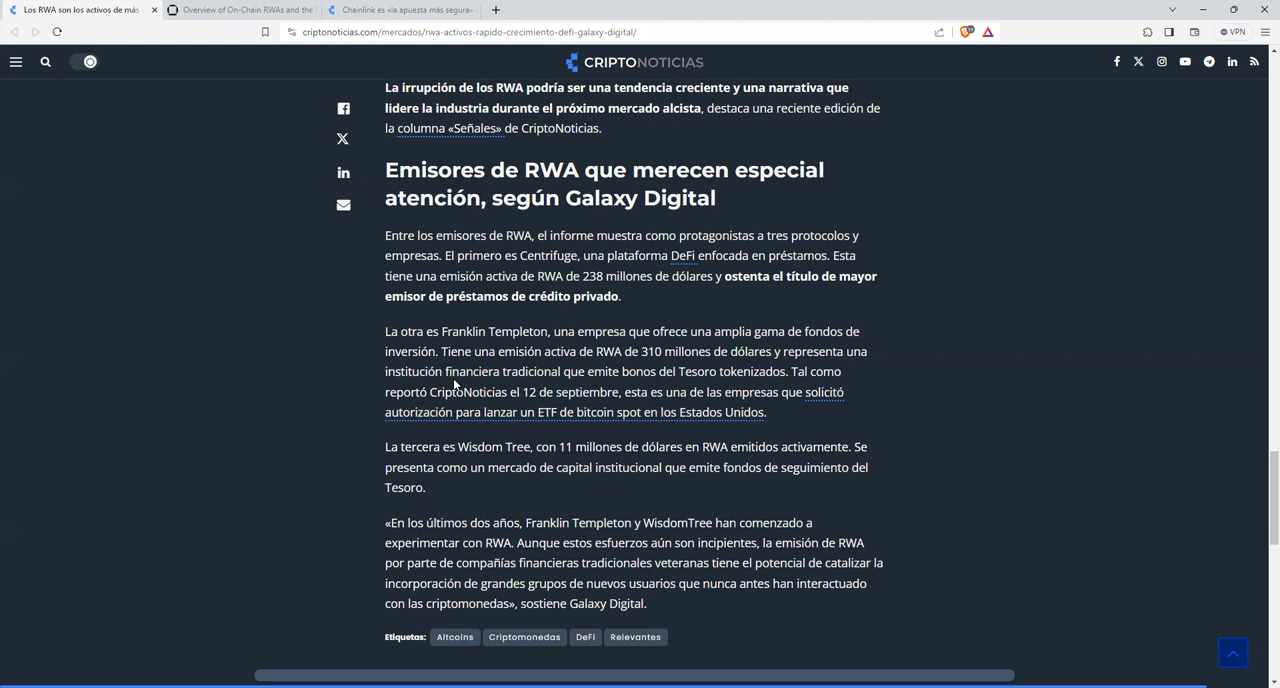 Los RWA son los activos de más
Overview of On-Chain RWAs and the
Chainlink es «la apuesta más segura»
criptonoticias.com/mercados/rwa-activos-rapido-crecimiento-defi-galaxy-digital/
VPN
CRIPTONOTICIAS
La irrupción de los RWA podría ser una tendencia creciente y una narrativa que
lidere la industria durante el próximo mercado alcista, destaca una reciente edición de
la columna «Señales» de CriptoNoticias.
Emisores de RWA que merecen especial
atención, según Galaxy Digital
Entre los emisores de RWA, el informe muestra como protagonistas a tres protocolos y
empresas. El primero es Centrifuge, una plataforma DeFi enfocada en préstamos. Esta
tiene una emisión activa de RWA de 238 millones de dólares y ostenta el título de mayor
emisor de préstamos de crédito privado.
La otra es Franklin Templeton, una empresa que ofrece una amplia gama de fondos de
inversión. Tiene una emisión activa de RWA de 310 millones de dólares y representa una
institución financiera tradicional que emite bonos del Tesoro tokenizados. Tal como
reportó CriptoNoticias el 12 de septiembre, esta es una de las empresas que solicitó
autorización para lanzar un ETF de bitcoin spot en los Estados Unidos.
La tercera es Wisdom Tree, con 11 millones de dólares en RWA emitidos activamente. Se
presenta como un mercado de capital institucional que emite fondos de seguimiento del
Tesoro.
«En los últimos dos años, Franklin Templeton y WisdomTree han comenzado a
experimentar con RWA. Aunque estos esfuerzos aún son incipientes, la emisión de RWA
por parte de compañías financieras tradicionales veteranas tiene el potencial de catalizar la
incorporación de grandes grupos de nuevos usuarios que nunca antes han interactuado
con las criptomonedas», sostiene Galaxy Digital.
Etiquetas: Altcoins Criptomonedas DeFi Relevantes